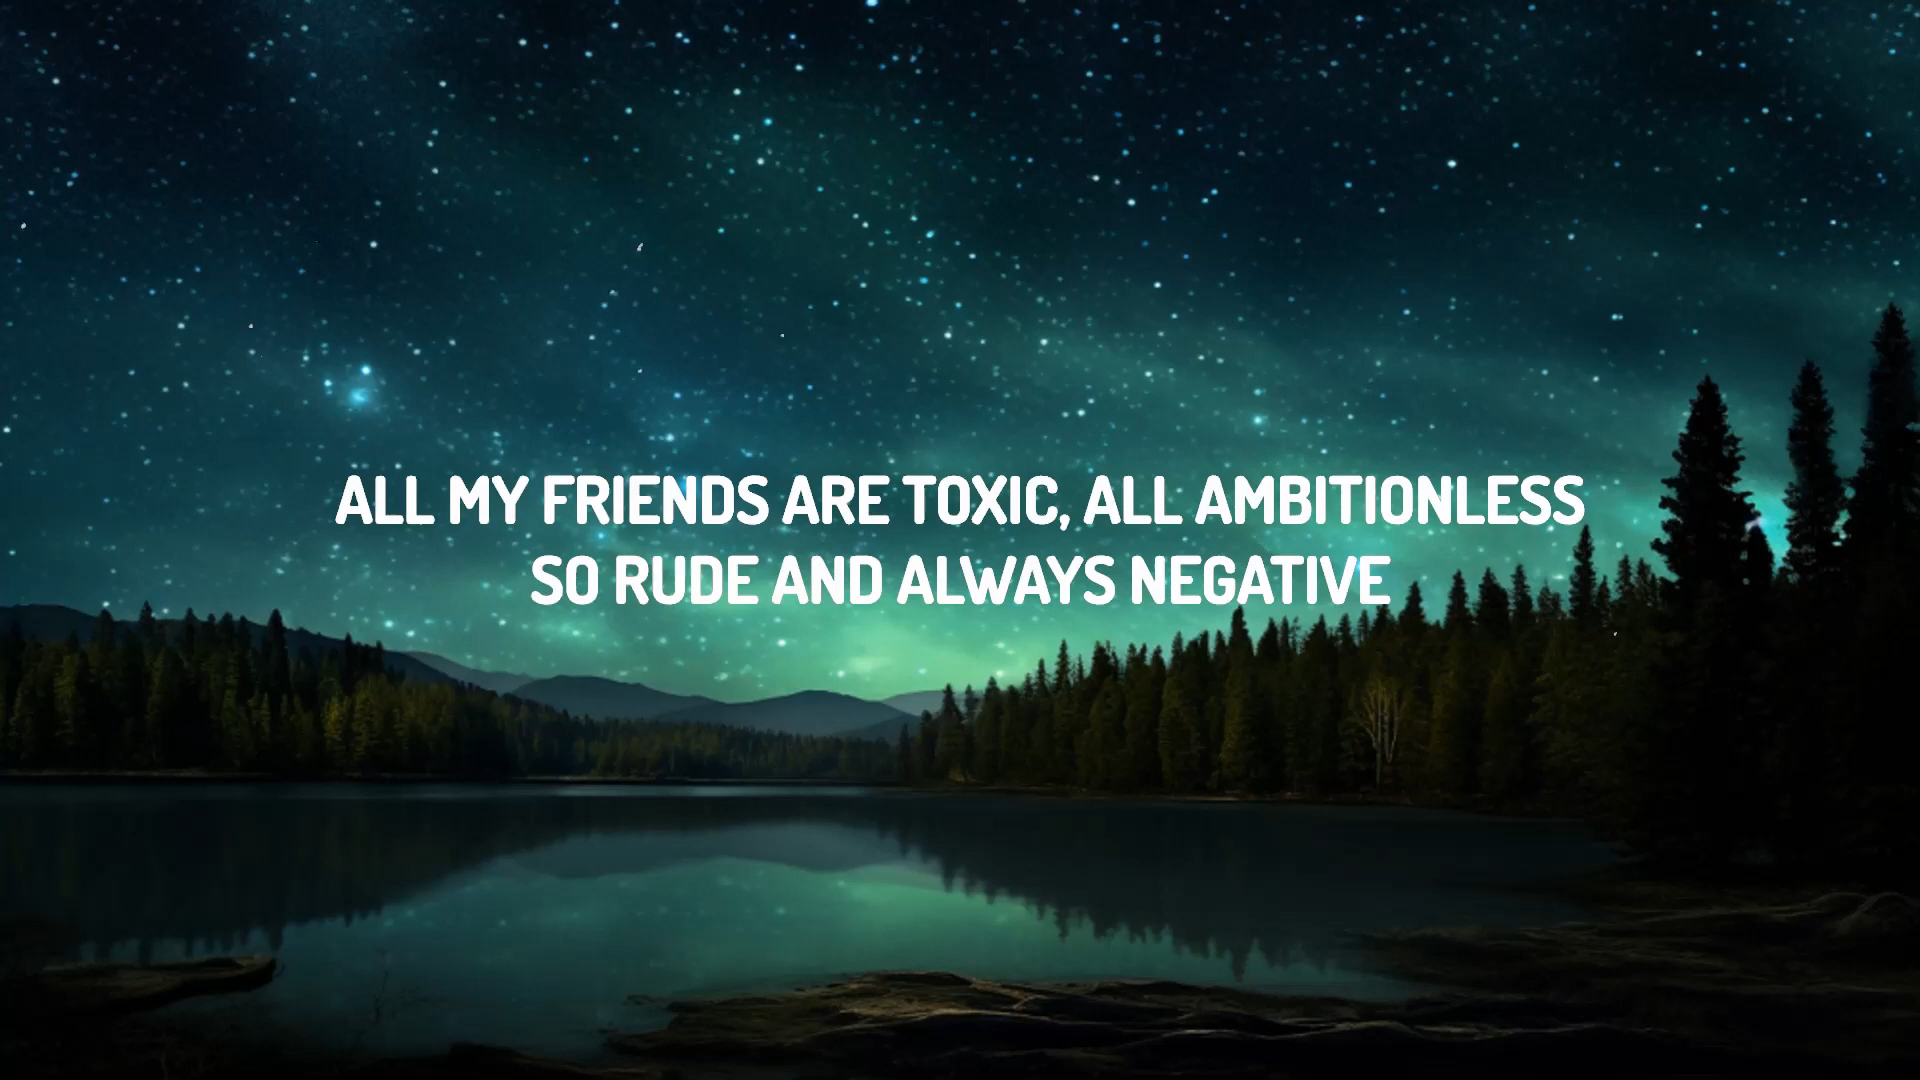 ALL MY FRIENDS ARE TOXIC, ALL AMBITIONLESS
SO RUDE AND ALWAYS NEGATIVE